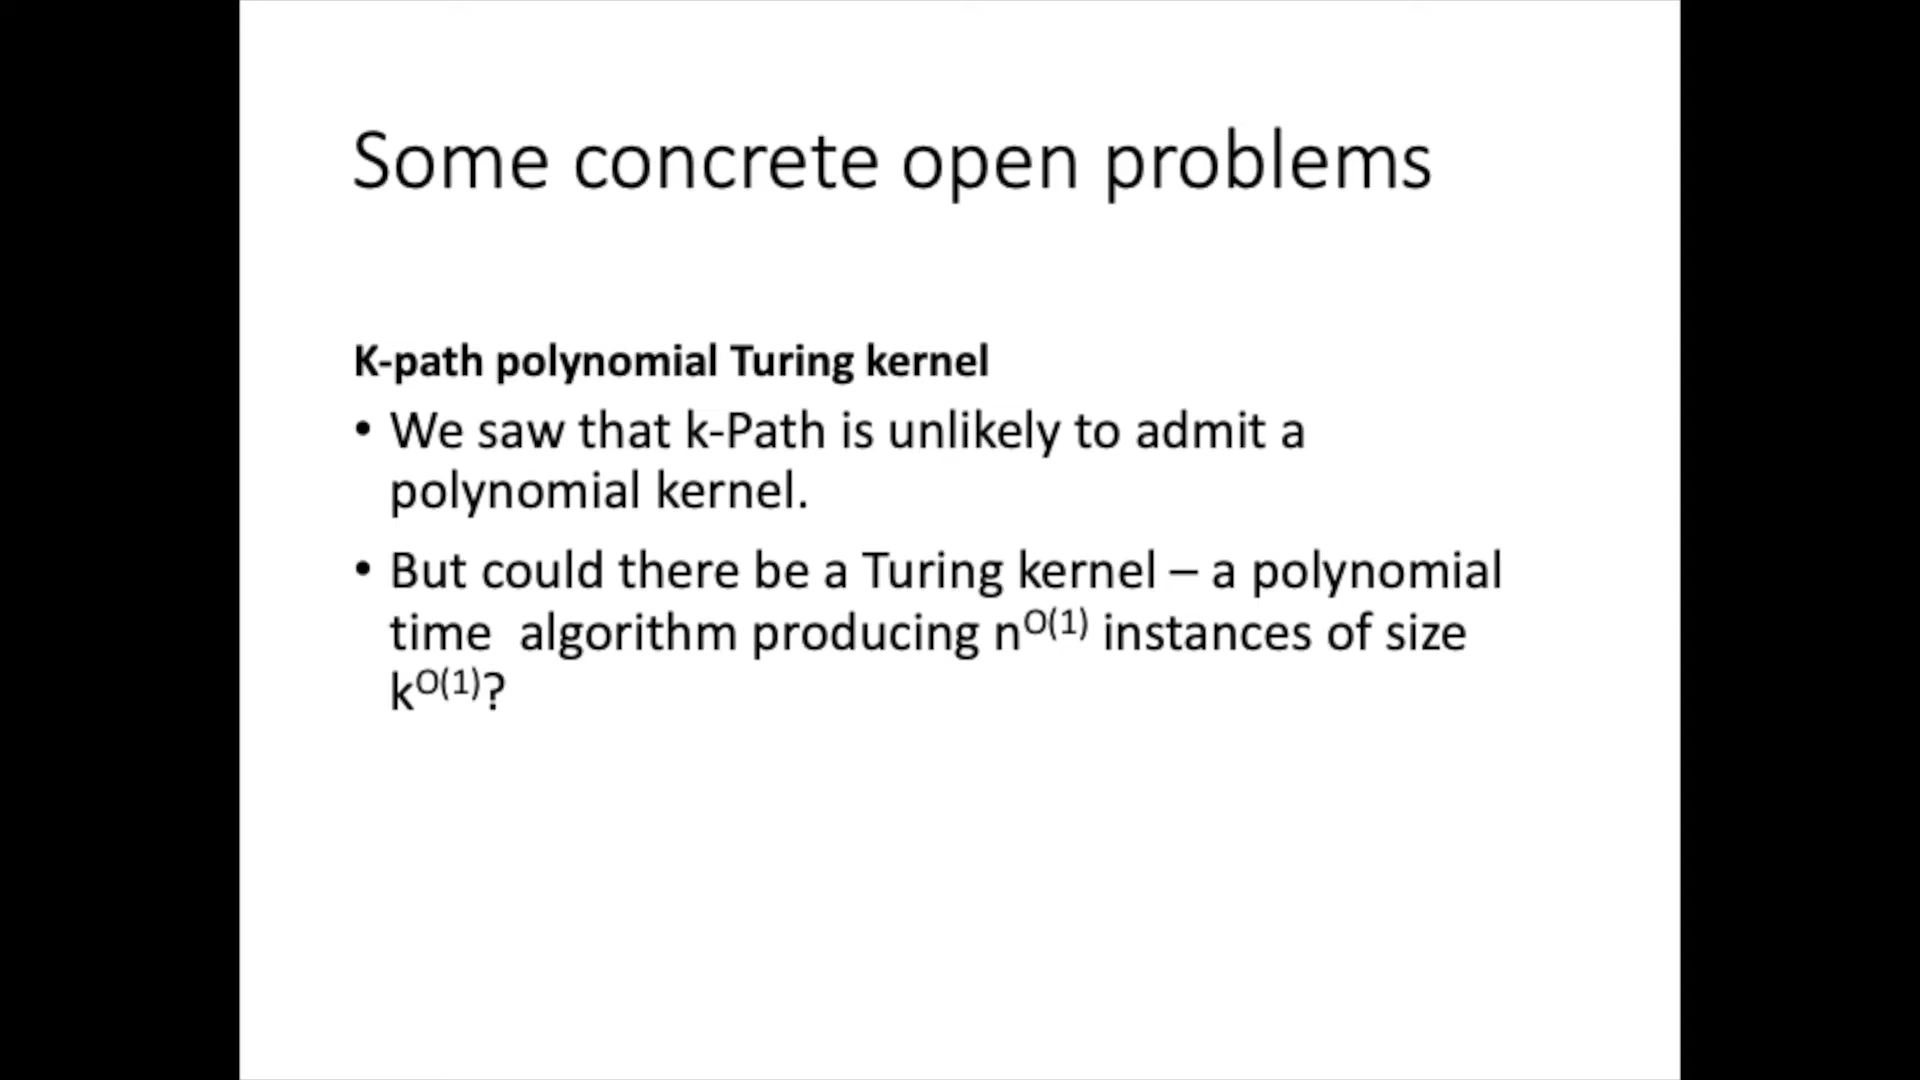 Some concrete open problems
K-path polynomial Turing kernel
• We saw that k-Path is unlikely to admit a
polynomial kernel.
• But could there be a Turing kernel – a polynomial
time  algorithm producing n^O(1) instances of size
k^O(1)?